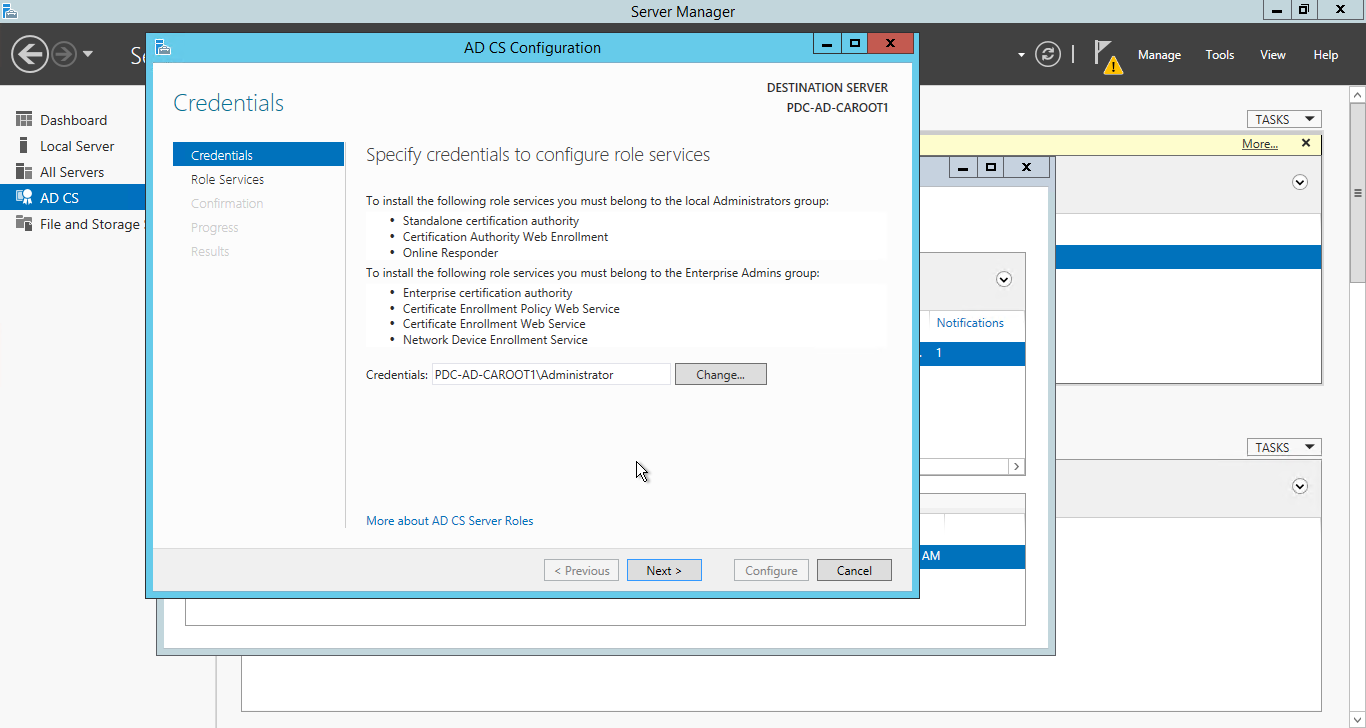 Server Manager
Manage Tools View Help
AD CS Configuration
Credentials
DESTINATION SERVER
PDC-AD-CAROOT1
Dashboard
Local Server
All Servers
AD CS
File and Storage
Credentials
Role Services
Confirmation
Progress
Results
Specify credentials to configure role services
To install the following role services you must belong to the local Administrators group:
• Standalone certification authority
• Certification Authority Web Enrollment
• Online Responder
To install the following role services you must belong to the Enterprise Admins group:
• Enterprise certification authority
• Certificate Enrollment Policy Web Service
• Certificate Enrollment Web Service
• Network Device Enrollment Service
Credentials: PDC-AD-CAROOT1\Administrator Change...
More about AD CS Server Roles
< Previous Next > Configure Cancel
TASKS
More...
Notifications
1
TASKS
AM